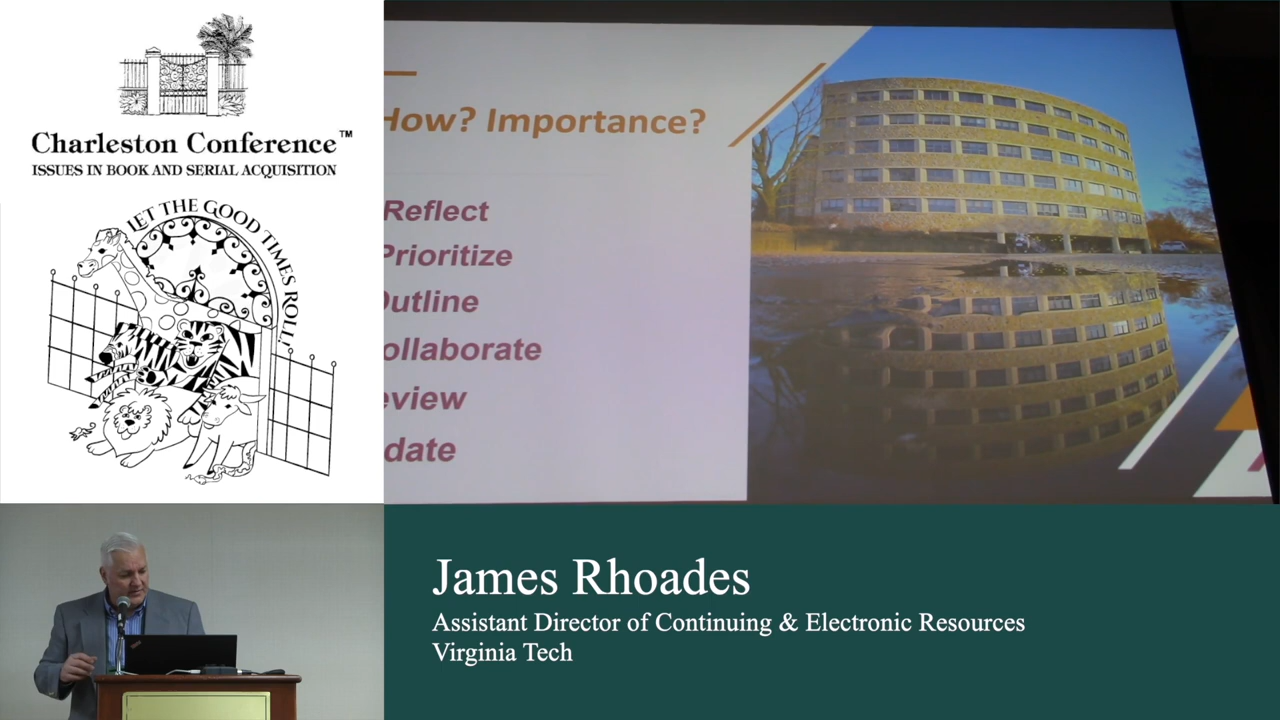 Charleston Conference™
ISSUES IN BOOK AND SERIAL ACQUISITION
LET THE GOOD TIMES ROLL!
How? Importance?
Reflect
Prioritize
Outline
ollaborate
eview
date
James Rhoades
Assistant Director of Continuing & Electronic Resources
Virginia Tech